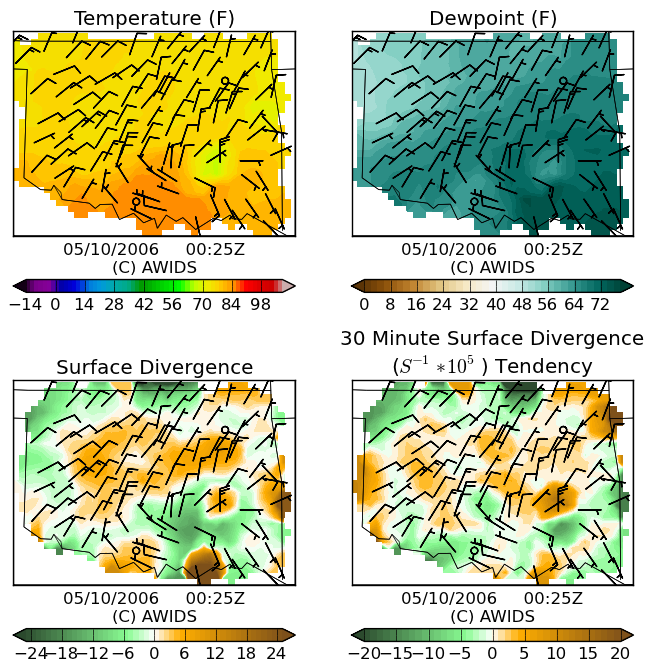 Temperature (F)
Dewpoint (F)
05/10/2006 00:25Z
(C) AWIDS
05/10/2006 00:25Z
(C) AWIDS
−14 0 14 28 42 56 70 84 98
0 8 16 24 32 40 48 56 64 72
Surface Divergence
30 Minute Surface Divergence
(S⁻¹ *10⁵ ) Tendency
05/10/2006 00:25Z
(C) AWIDS
05/10/2006 00:25Z
(C) AWIDS
−24 −18 −12 −6 0 6 12 18 24
−20 −15 −10 −5 0 5 10 15 20